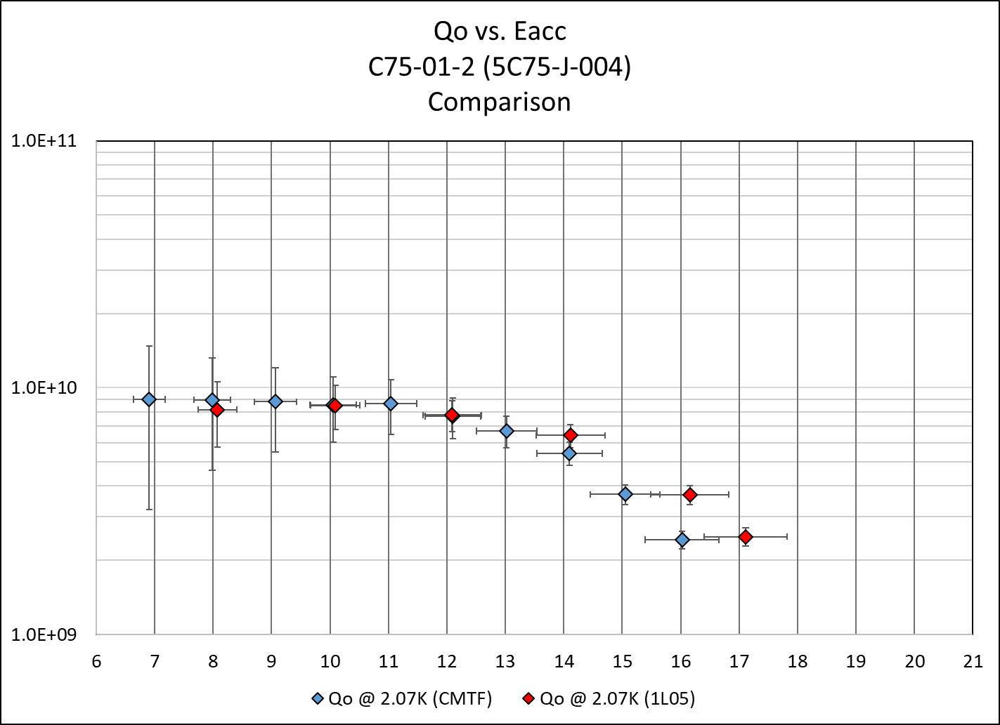 Qo vs. Eacc
C75-01-2 (5C75-J-004)
Comparison
1.0E+11
1.0E+10
1.0E+09
6 7 8 9 10 11 12 13 14 15 16 17 18 19 20 21
Qo @ 2.07K (CMTF) Qo @ 2.07K (1L05)